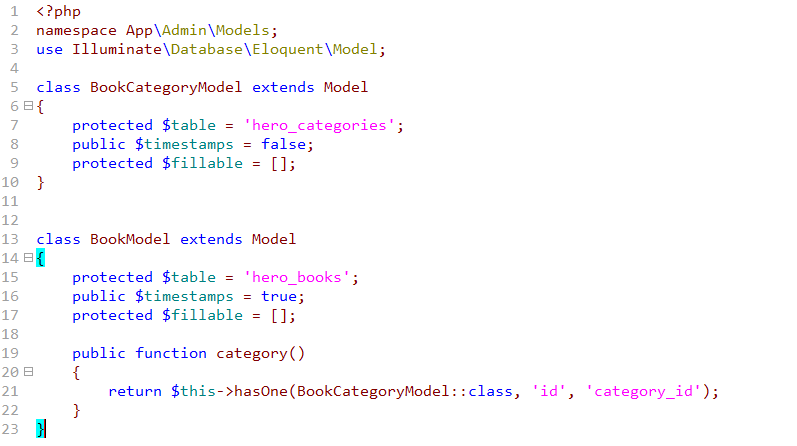 1 <?php
2 namespace App\Admin\Models;
3 use Illuminate\Database\Eloquent\Model;
4
5 class BookCategoryModel extends Model
6 {
7     protected $table = 'hero_categories';
8     public $timestamps = false;
9     protected $fillable = [];
10 }
11
12
13 class BookModel extends Model
14 {
15     protected $table = 'hero_books';
16     public $timestamps = true;
17     protected $fillable = [];
18
19     public function category()
20     {
21         return $this->hasOne(BookCategoryModel::class, 'id', 'category_id');
22     }
23 }